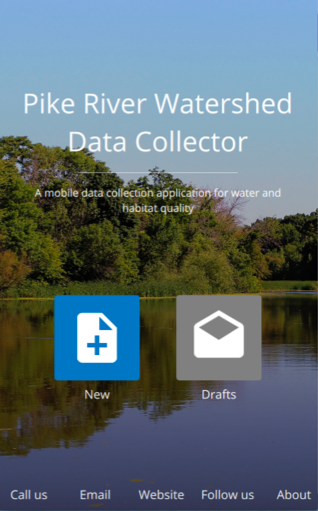 Pike River Watershed
Data Collector
A mobile data collection application for water and
habitat quality
New
Drafts
Call us
Email
Website
Follow us
About